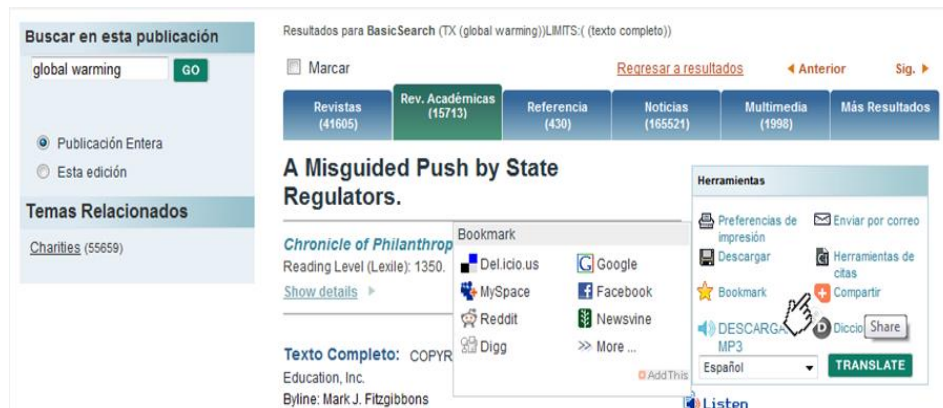 Buscar en esta publicación
global warming
GO
Publicación Entera
Esta edición
Temas Relacionados
Charities (55659)
Resultados para BasicSearch (TX (global warming))LIMITS:( (texto completo))
Marcar
Regresar a resultados
Anterior
Sig.
Revistas
(41605)
Rev. Académicas
(15713)
Referencia
(430)
Noticias
(165521)
Multimedia
(1998)
Más Resultados
A Misguided Push by State
Regulators.
Chronicle of Philanthrop
Reading Level (Lexile): 1350.
Show details
Texto Completo: COPYR
Education, Inc.
Byline: Mark J. Fitzgibbons
Bookmark
Del.icio.us
Google
MySpace
Facebook
Reddit
Newsvine
Digg
More ...
AddThis
Herramientas
Preferencias de
impresión
Enviar por correo
Descargar
Herramientas de
citas
Bookmark
Compartir
DESCARGA
MP3
D
Diccio
Share
Español
TRANSLATE
Listen